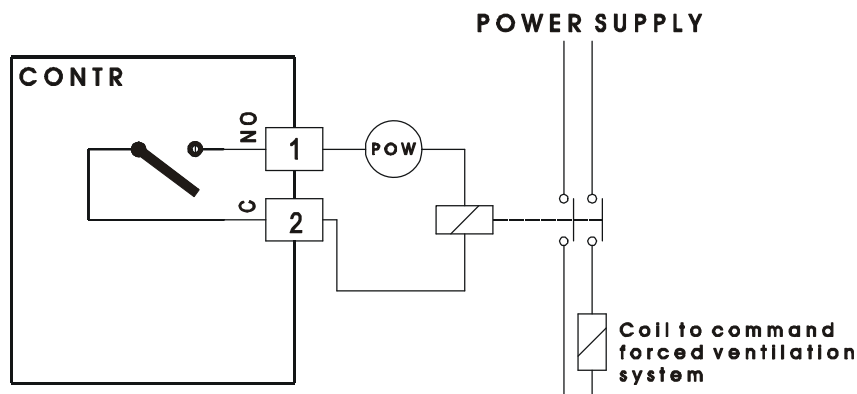 POWER SUPPLY
CONTR
NO
1
POW
C
2
Coil to command
forced ventilation
system